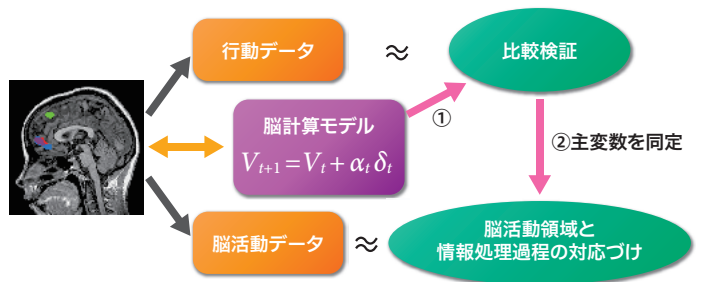 行動データ
≈
比較検証
①
脳計算モデル
Vt+1=Vt+αtδt
②主変数を同定
脳活動データ
≈
脳活動領域と
情報処理過程の対応づけ